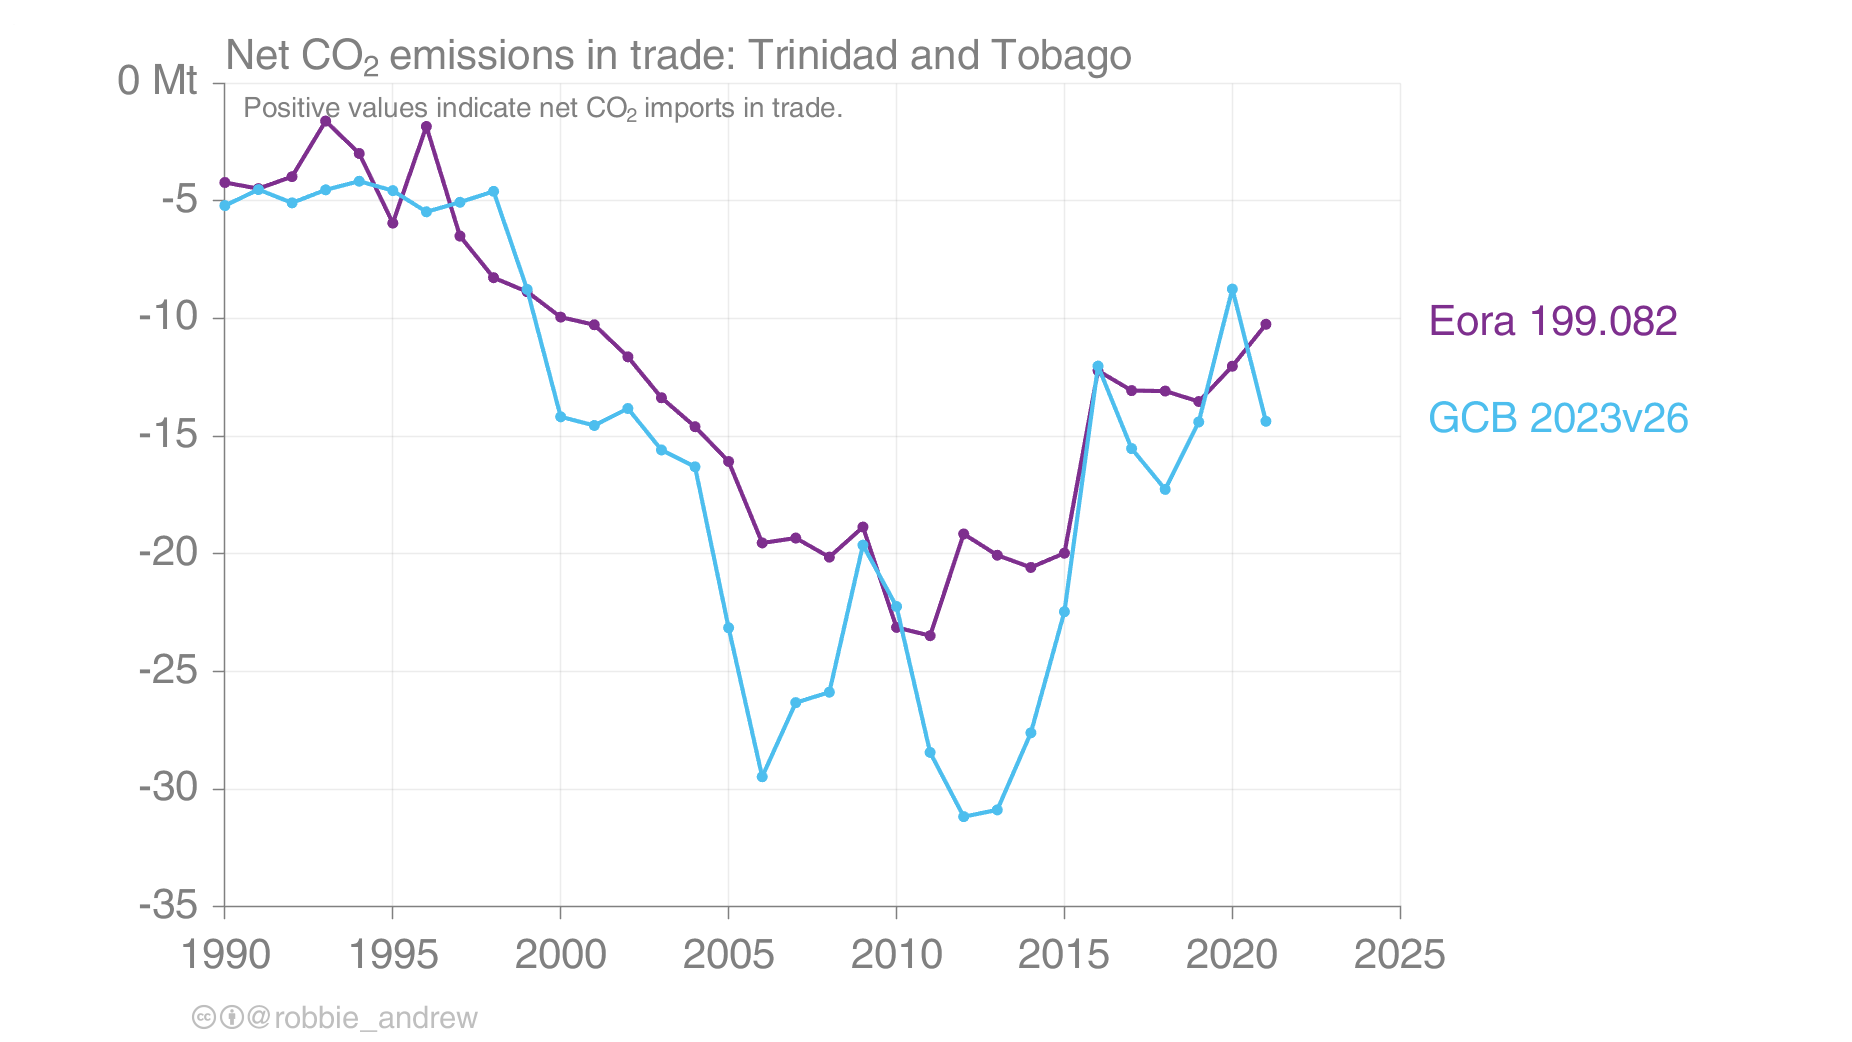 Net CO₂ emissions in trade: Trinidad and Tobago
0 Mt
Positive values indicate net CO₂ imports in trade.
-5
-10
-15
-20
-25
-30
-35
Eora 199.082
GCB 2023v26
1990 1995 2000 2005 2010 2015 2020 2025
@robbie_andrew